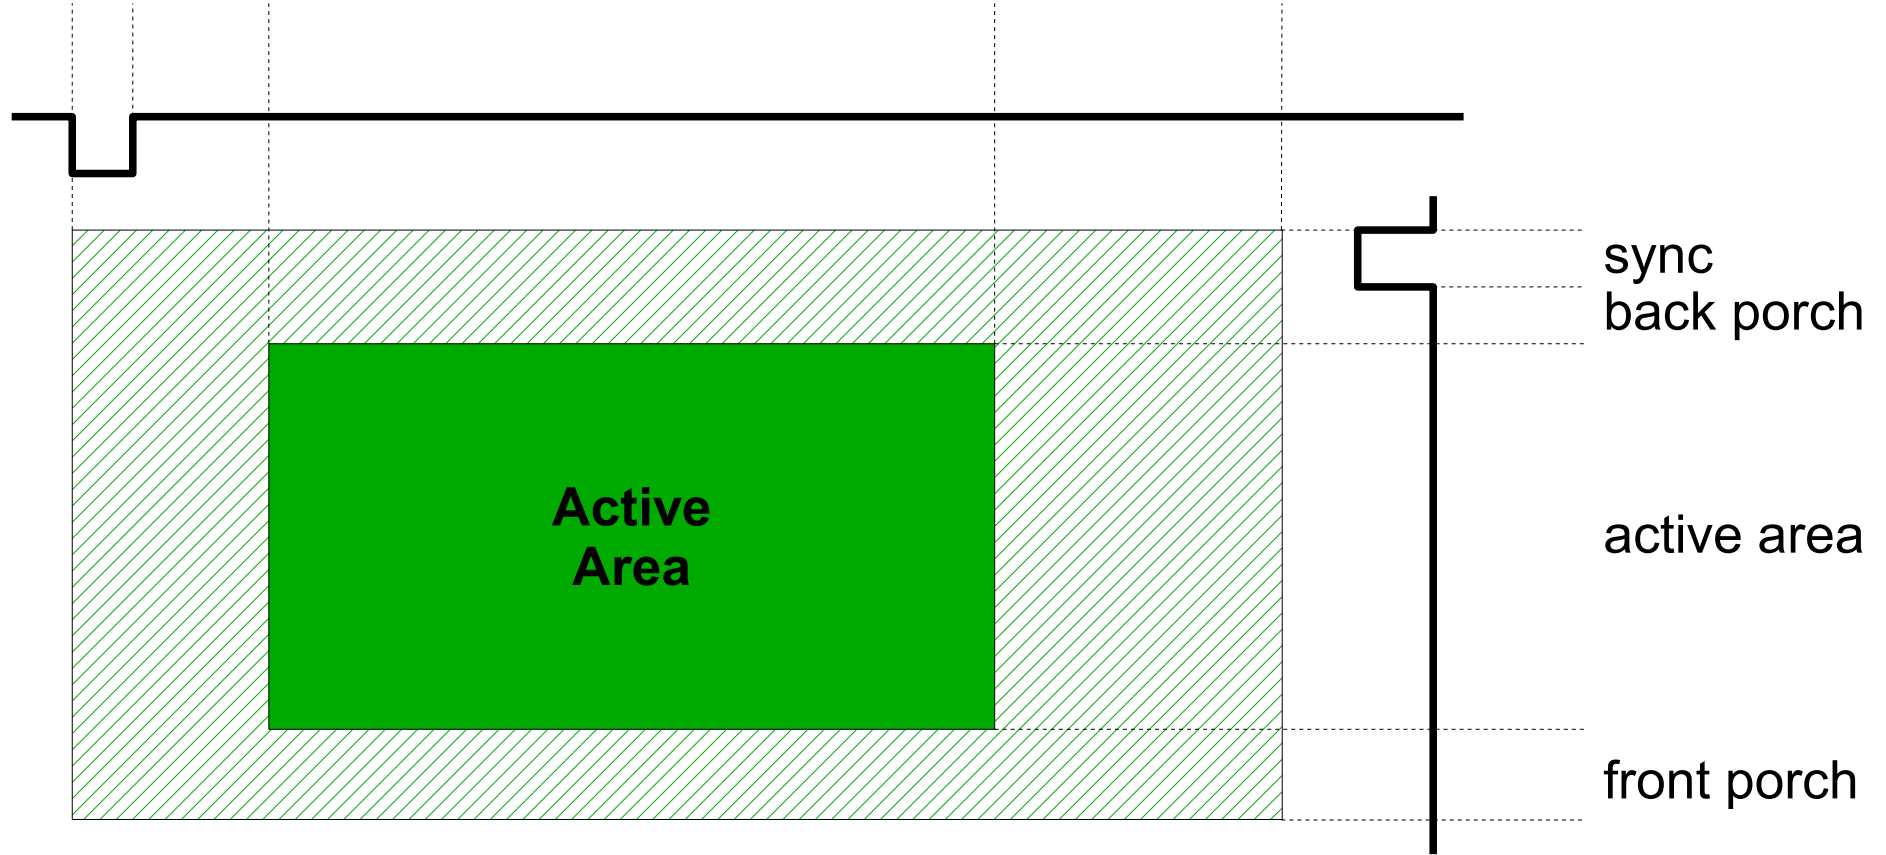 sync
back porch
Active
Area
active area
front porch